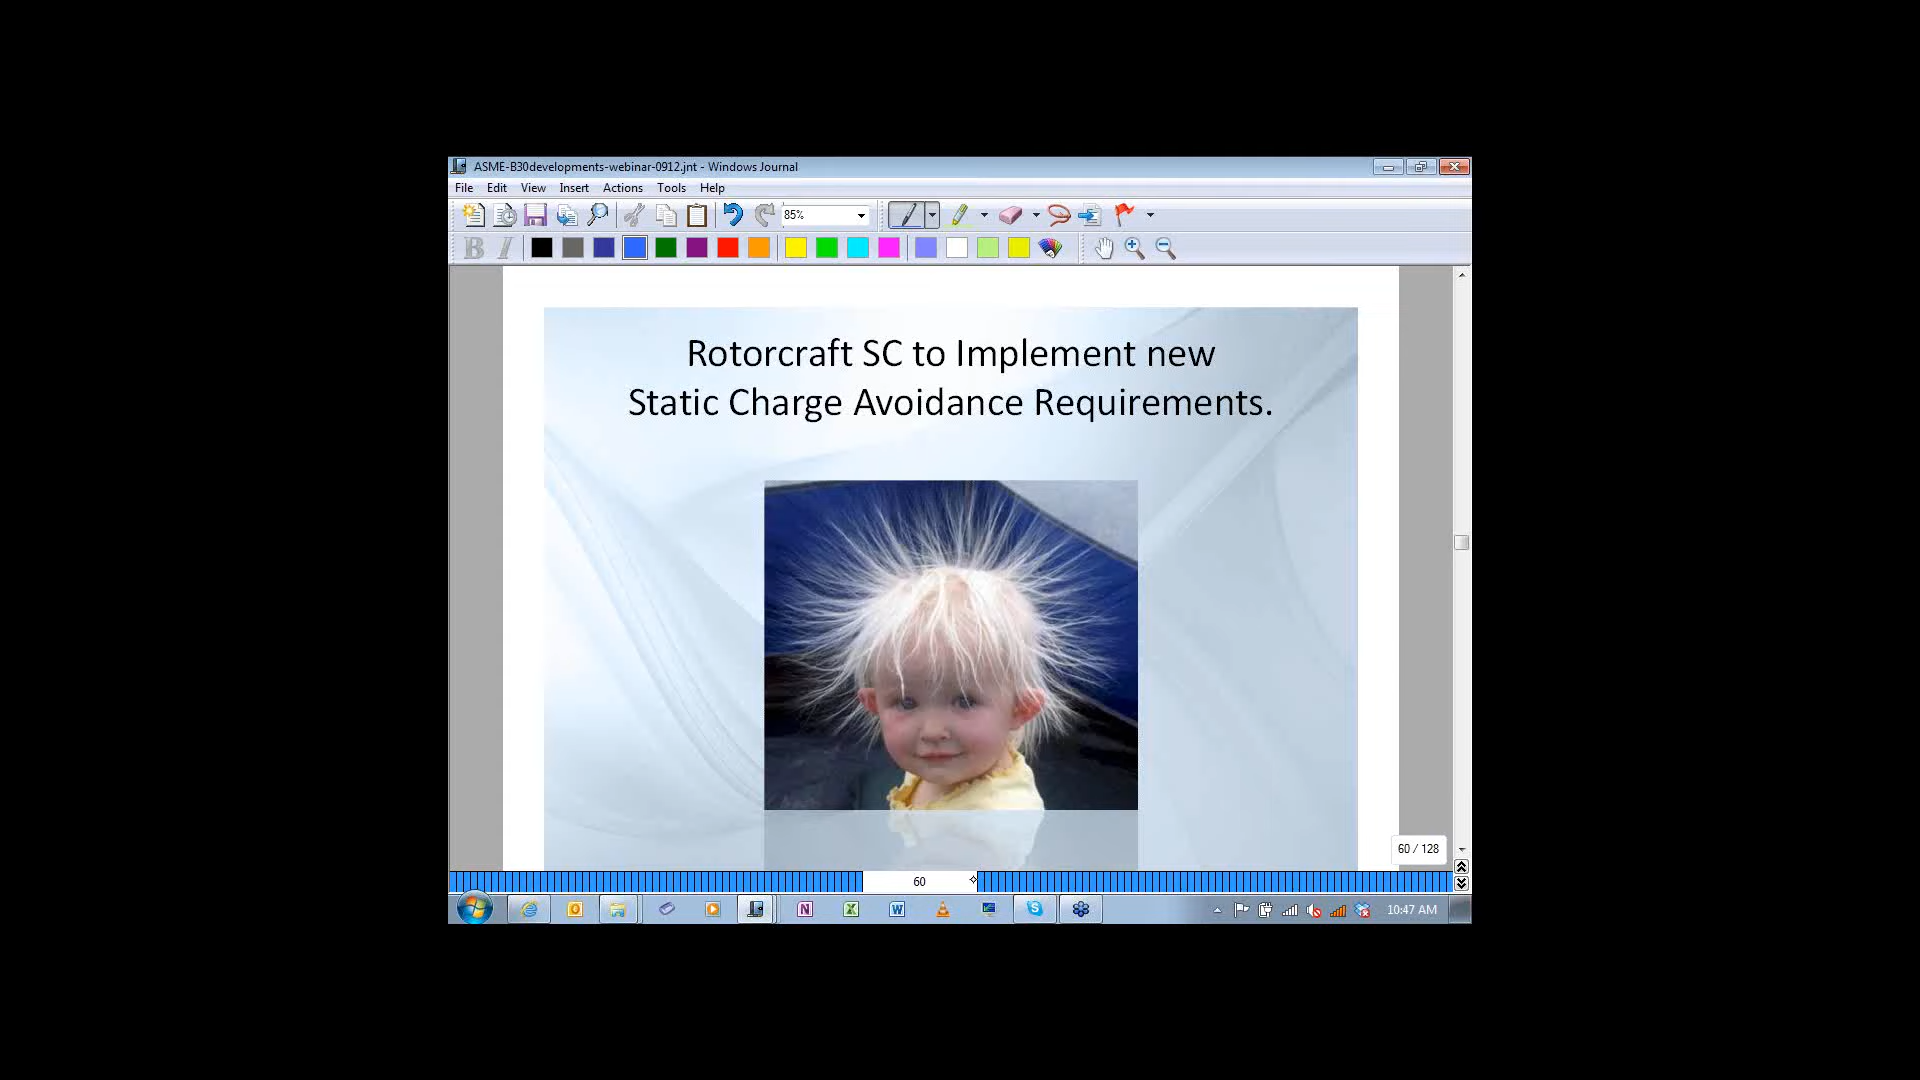 ASME-B30developments-webinar-0912.jnt - Windows Journal
File Edit View Insert Actions Tools Help
85%
B I
Rotorcraft SC to Implement new
Static Charge Avoidance Requirements.
60 / 128
60
10:47 AM